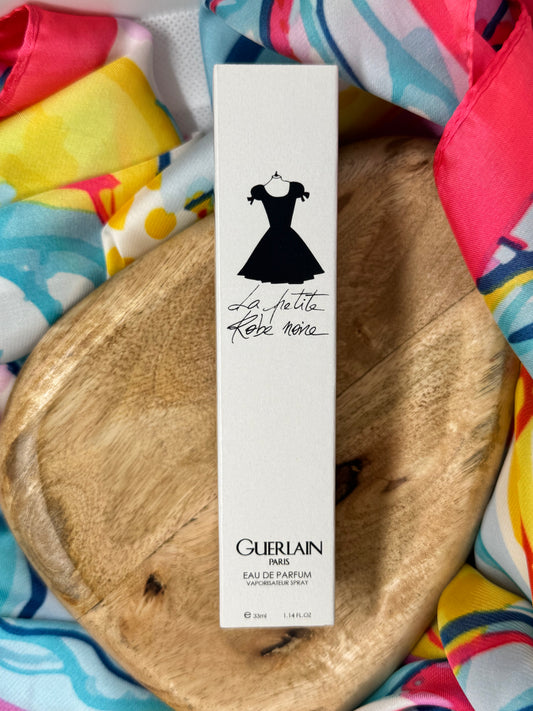 La petite
Robe noire
GUERLAIN
PARIS
EAU DE PARFUM
VAPORISATEUR SPRAY
℮ 33ml 1.14 FL.OZ